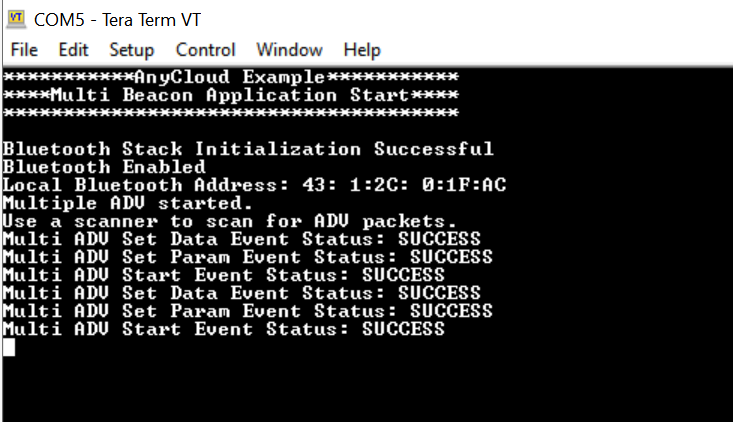 COM5 - Tera Term VT
File Edit Setup Control Window Help
***********AnyCloud Example***********
****Multi Beacon Application Start****
**************************************
Bluetooth Stack Initialization Successful
Bluetooth Enabled
Local Bluetooth Address: 43: 1:2C: 0:1F:AC
Multiple ADV started.
Use a scanner to scan for ADV packets.
Multi ADV Set Data Event Status: SUCCESS
Multi ADV Set Param Event Status: SUCCESS
Multi ADV Start Event Status: SUCCESS
Multi ADV Set Data Event Status: SUCCESS
Multi ADV Set Param Event Status: SUCCESS
Multi ADV Start Event Status: SUCCESS